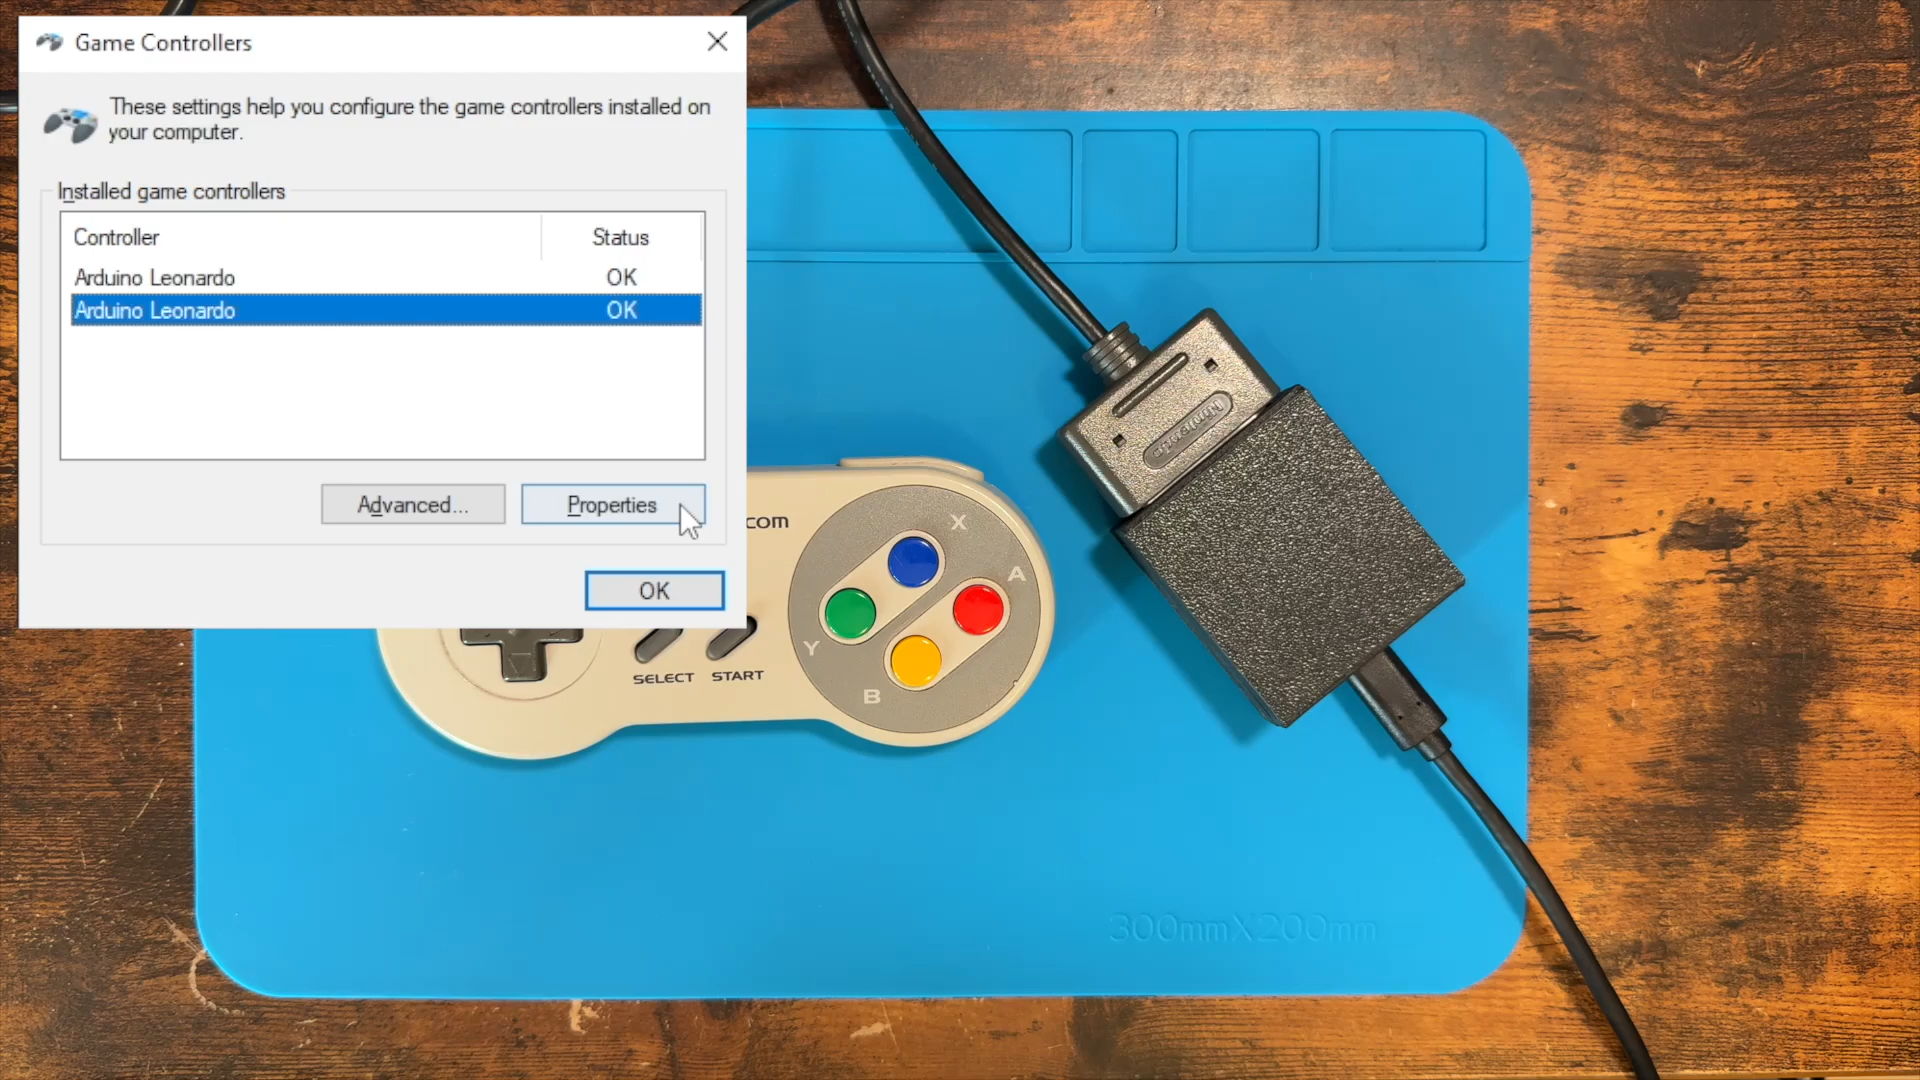 Game Controllers
These settings help you configure the game controllers installed on
your computer.
Installed game controllers
Controller Status
Arduino Leonardo OK
Arduino Leonardo OK
Advanced... Properties
OK
com
X
A
Y
B
SELECT START
Nintendo
300mmX200mm